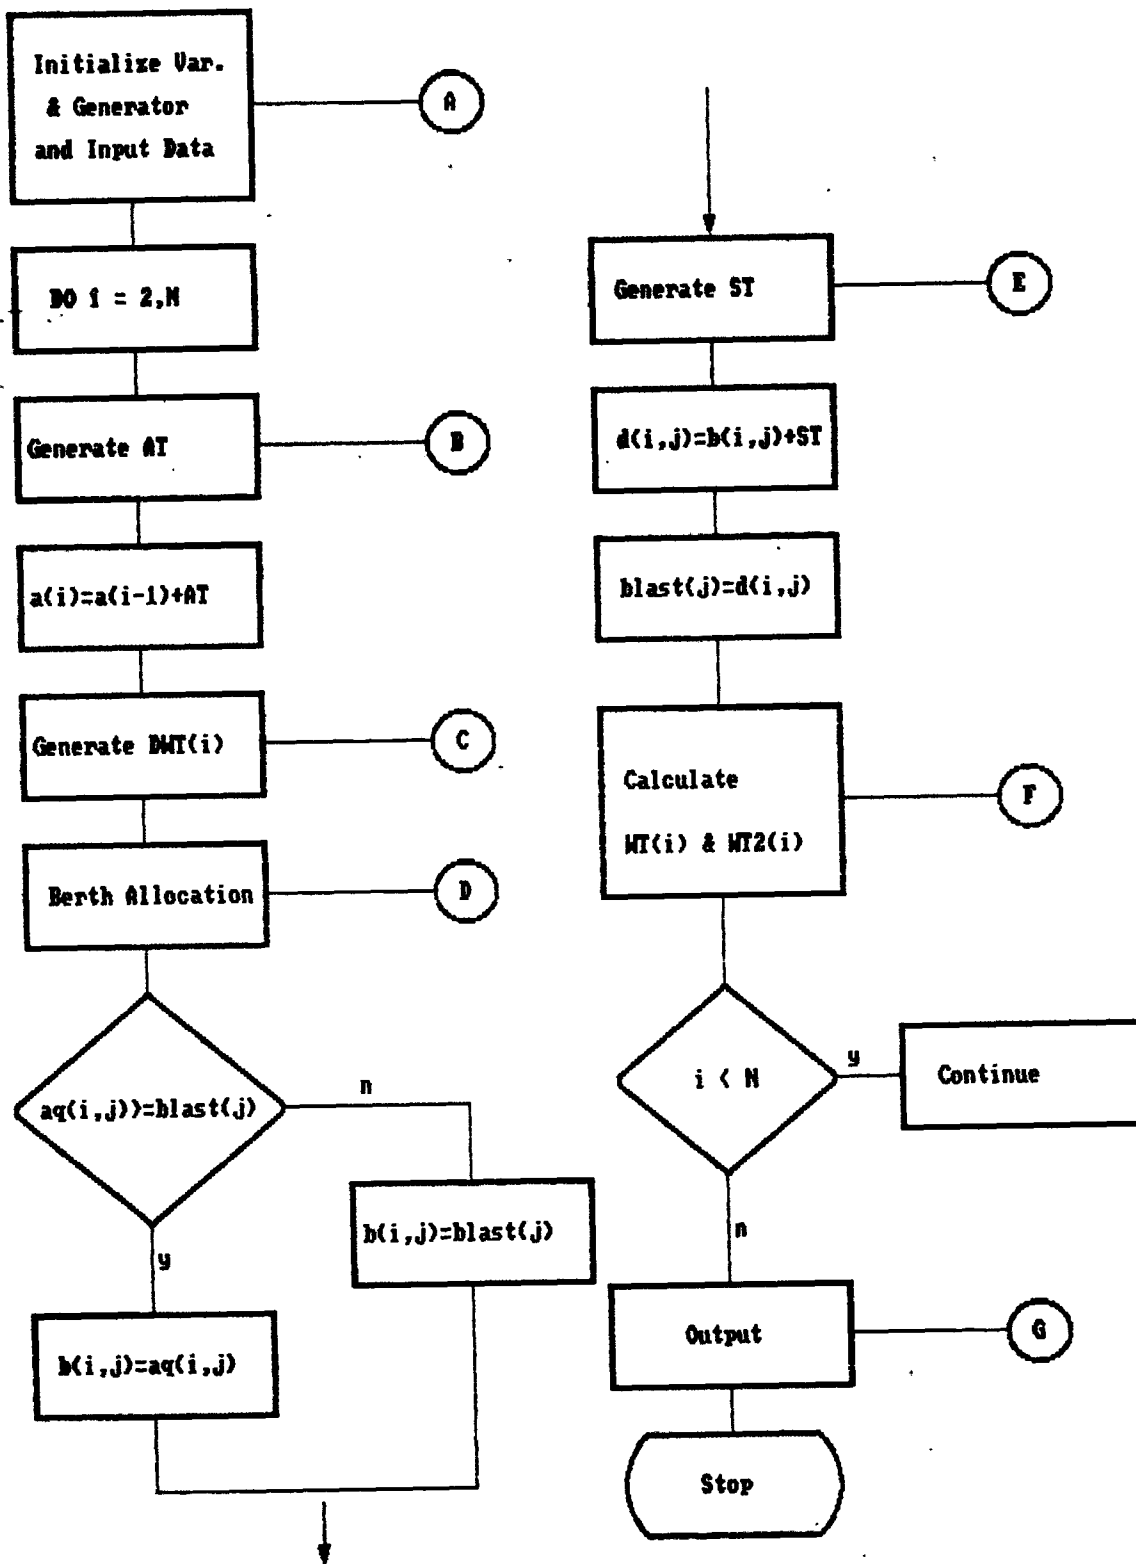 Initialize Var.
& Generator
and Input Data
A
DO i = 2,N
Generate AT
B
a(i)=a(i-1)+AT
Generate DWT(i)
C
Berth Allocation
D
aq(i,j)>=blast(j)
n
b(i,j)=blast(j)
y
b(i,j)=aq(i,j)
Generate ST
E
d(i,j)=b(i,j)+ST
blast(j)=d(i,j)
Calculate
WT(i) & WT2(i)
F
i < N
y
Continue
n
Output
G
Stop